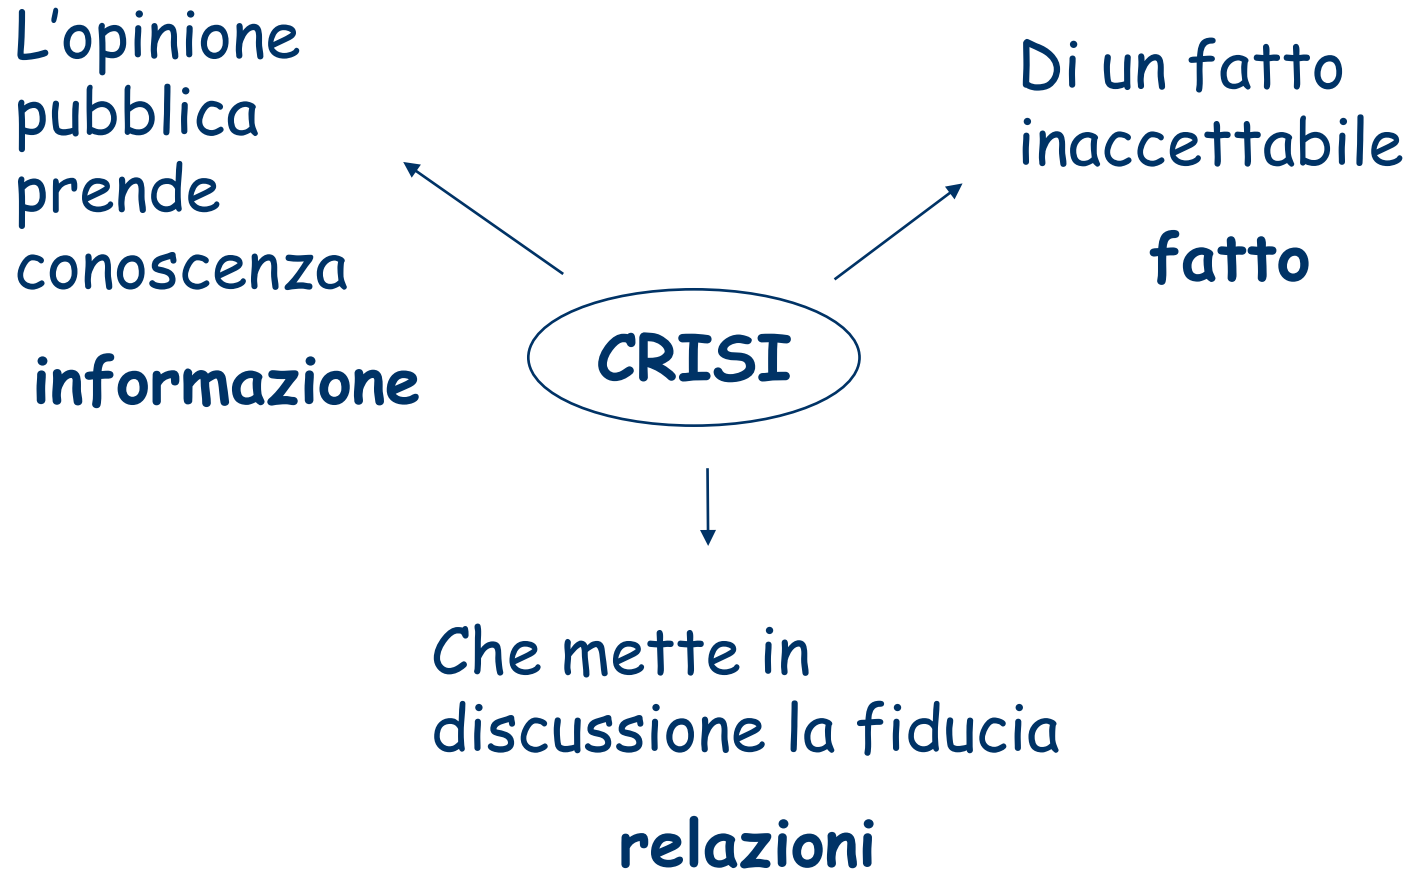 L’opinione
pubblica
prende
conoscenza
informazione
Di un fatto
inaccettabile
fatto
CRISI
Che mette in
discussione la fiducia
relazioni